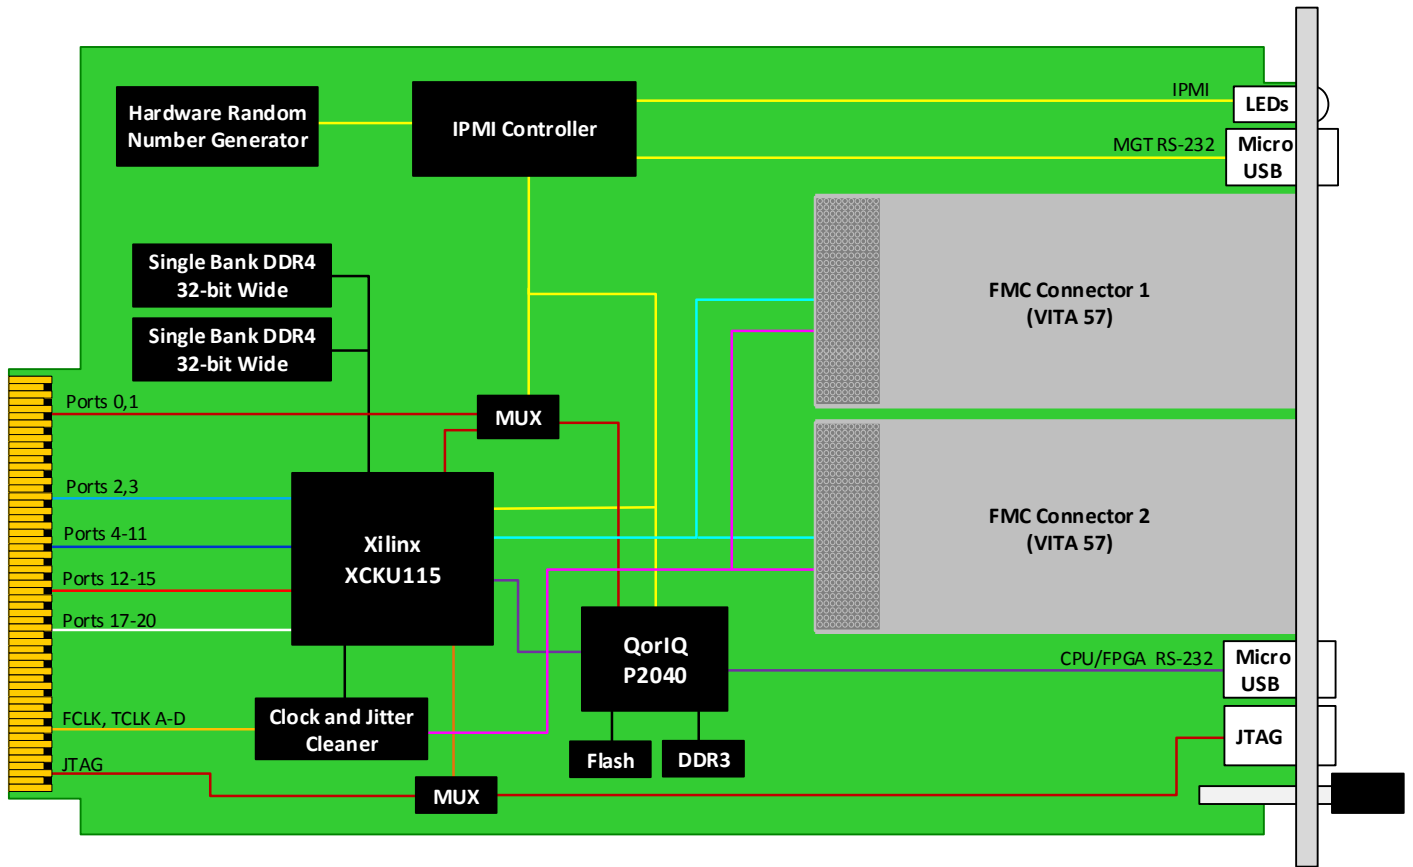 IPMI
LEDs
Hardware Random
Number Generator
IPMI Controller
MGT RS-232
Micro
USB
Single Bank DDR4
32-bit Wide
FMC Connector 1
(VITA 57)
Single Bank DDR4
32-bit Wide
Ports 0,1
MUX
Ports 2,3
Ports 4-11
Xilinx
XCKU115
FMC Connector 2
(VITA 57)
Ports 12-15
Ports 17-20
QorIQ
P2040
CPU/FPGA RS-232
Micro
USB
FCLK, TCLK A-D
Clock and Jitter
Cleaner
Flash
DDR3
JTAG
JTAG
MUX